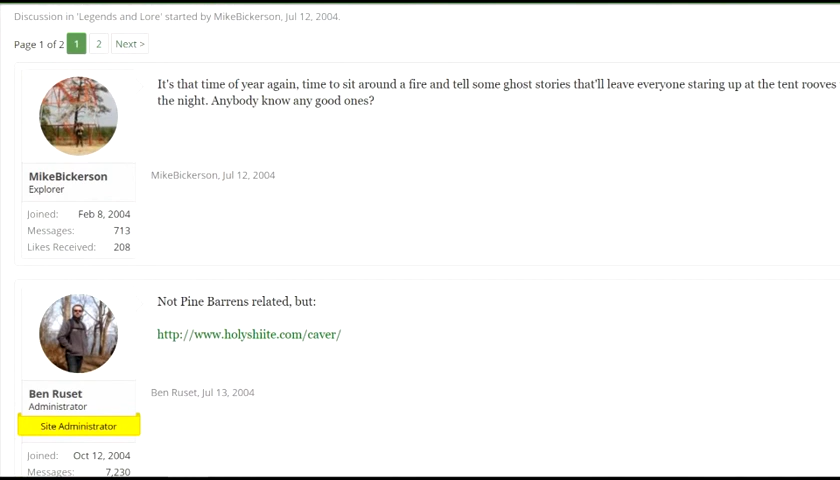 Discussion in 'Legends and Lore' started by MikeBickerson, Jul 12, 2004.
Page 1 of 2 1 2 Next >
It's that time of year again, time to sit around a fire and tell some ghost stories that'll leave everyone staring up at the tent rooves
the night. Anybody know any good ones?
MikeBickerson
Explorer
MikeBickerson, Jul 12, 2004
Joined: Feb 8, 2004
Messages: 713
Likes Received: 208
Not Pine Barrens related, but:
http://www.holyshiite.com/caver/
Ben Ruset
Administrator
Ben Ruset, Jul 13, 2004
Site Administrator
Joined: Oct 12, 2004
Messages: 7,230